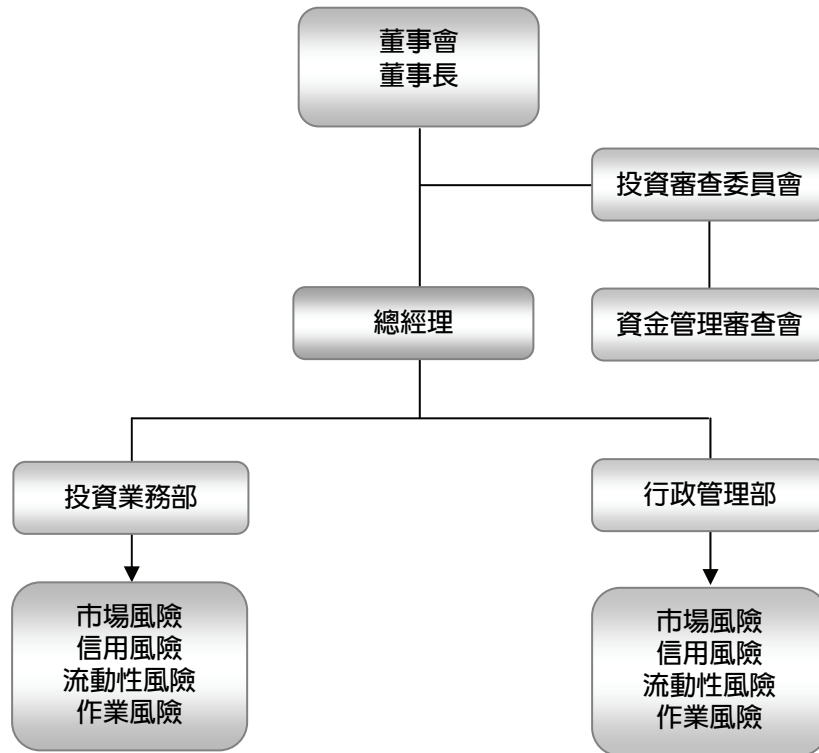 董事會
董事長
投資審查委員會
總經理
資金管理審查會
投資業務部
行政管理部
市場風險
信用風險
流動性風險
作業風險
市場風險
信用風險
流動性風險
作業風險